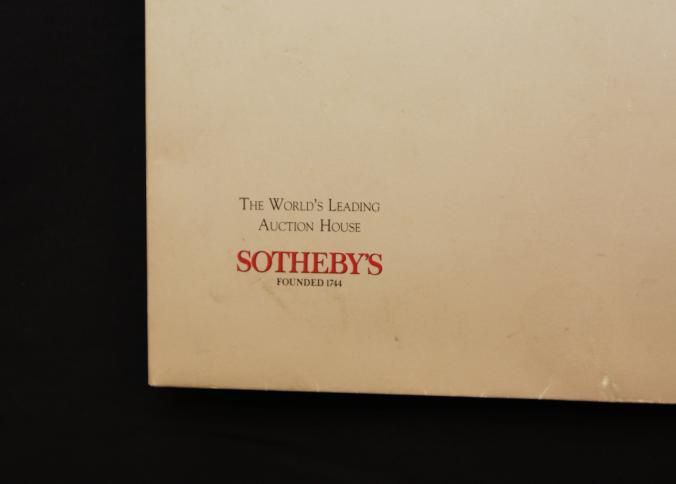 THE WORLD'S LEADING
AUCTION HOUSE
SOTHEBY'S
FOUNDED 1744